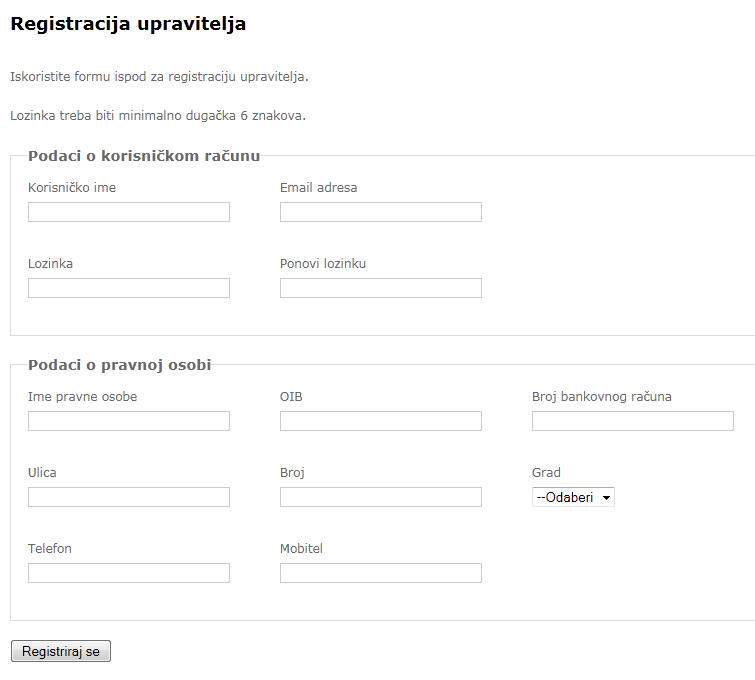 Registracija upravitelja
Iskoristite formu ispod za registraciju upravitelja.
Lozinka treba biti minimalno dugačka 6 znakova.
Podaci o korisničkom računu
Korisničko ime Email adresa
Lozinka Ponovi lozinku
Podaci o pravnoj osobi
Ime pravne osobe OIB Broj bankovnog računa
Ulica Broj Grad
--Odaberi
Telefon Mobitel
Registriraj se